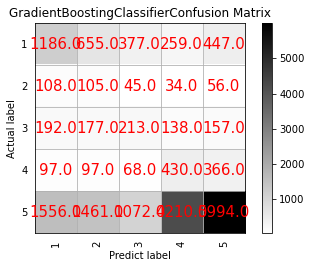 GradientBoostingClassifierConfusion Matrix
1 1186.0 655.0 377.0 259.0 447.0
2 108.0 105.0 45.0 34.0 56.0
3 192.0 177.0 213.0 138.0 157.0
4 97.0 97.0 68.0 430.0 366.0
5 1556.0 1461.0 1072.0
1 2 3 4 5
Predict label
Actual label
5000
4000
3000
2000
1000